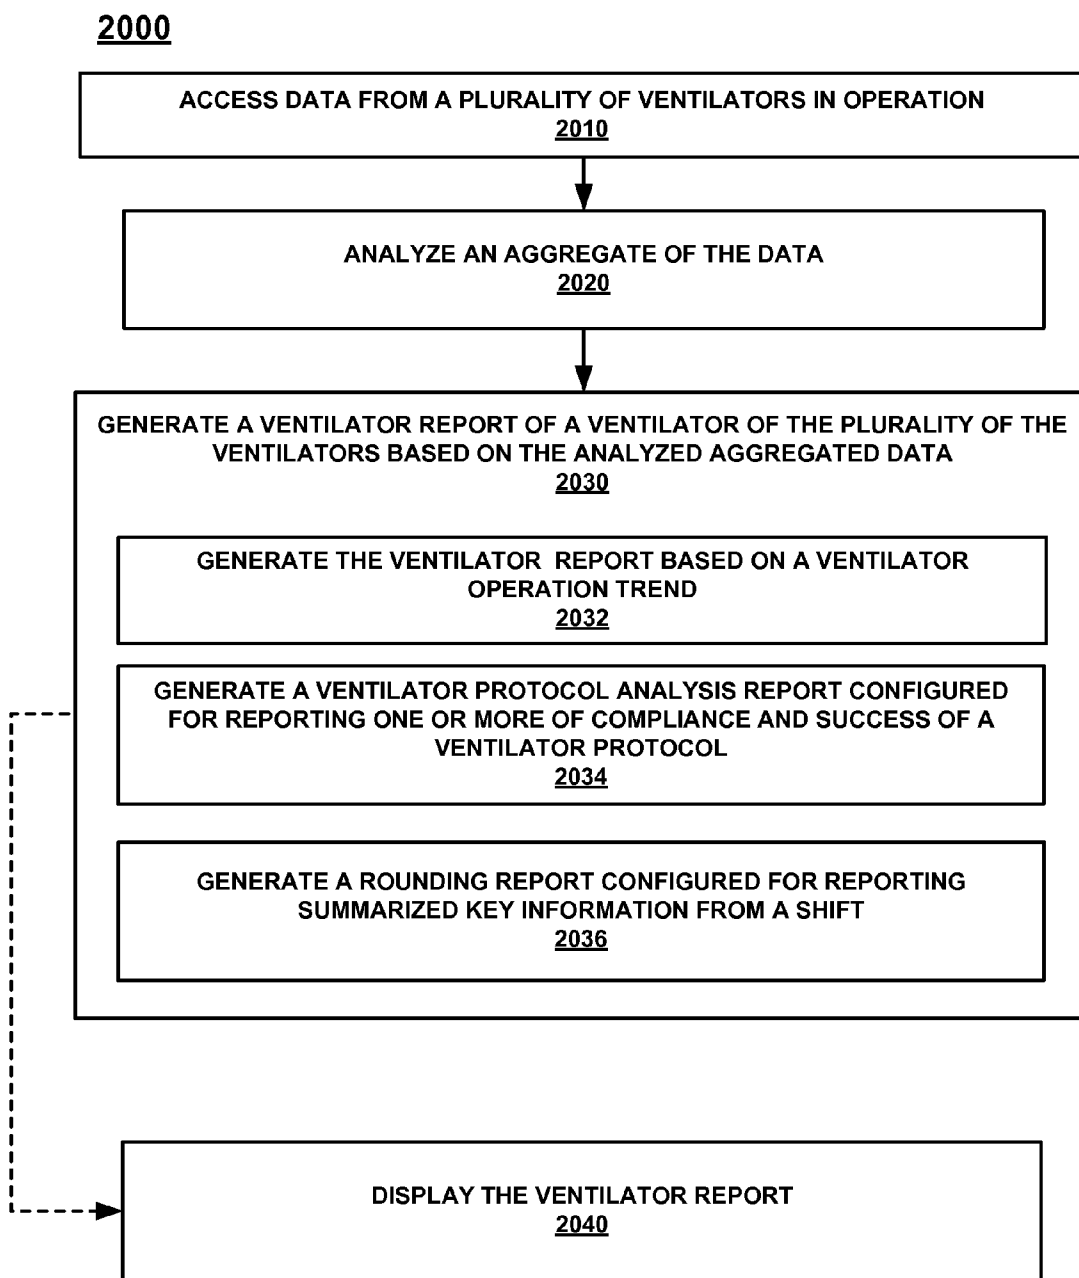 2000
ACCESS DATA FROM A PLURALITY OF VENTILATORS IN OPERATION
2010
ANALYZE AN AGGREGATE OF THE DATA
2020
GENERATE A VENTILATOR REPORT OF A VENTILATOR OF THE PLURALITY OF THE
VENTILATORS BASED ON THE ANALYZED AGGREGATED DATA
2030
GENERATE THE VENTILATOR REPORT BASED ON A VENTILATOR
OPERATION TREND
2032
GENERATE A VENTILATOR PROTOCOL ANALYSIS REPORT CONFIGURED
FOR REPORTING ONE OR MORE OF COMPLIANCE AND SUCCESS OF A
VENTILATOR PROTOCOL
2034
GENERATE A ROUNDING REPORT CONFIGURED FOR REPORTING
SUMMARIZED KEY INFORMATION FROM A SHIFT
2036
DISPLAY THE VENTILATOR REPORT
2040